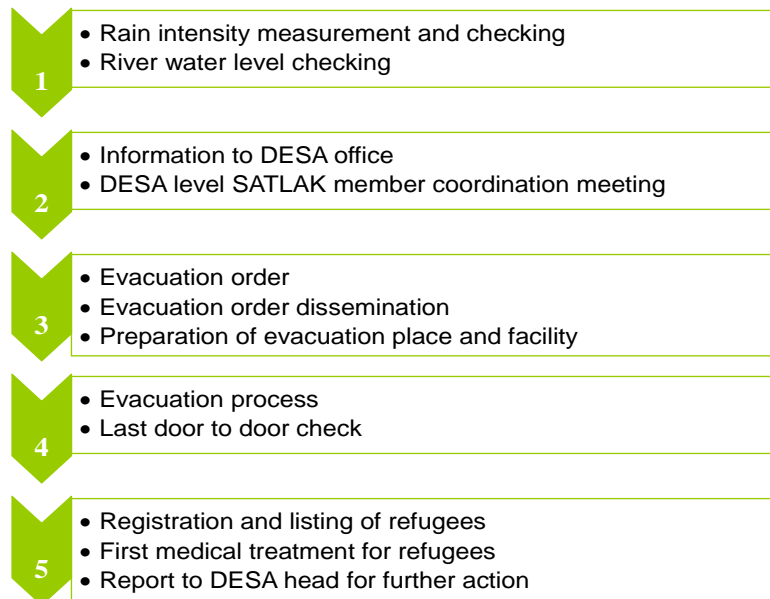 1
• Rain intensity measurement and checking
• River water level checking
2
• Information to DESA office
• DESA level SATLAK member coordination meeting
3
• Evacuation order
• Evacuation order dissemination
• Preparation of evacuation place and facility
4
• Evacuation process
• Last door to door check
5
• Registration and listing of refugees
• First medical treatment for refugees
• Report to DESA head for further action